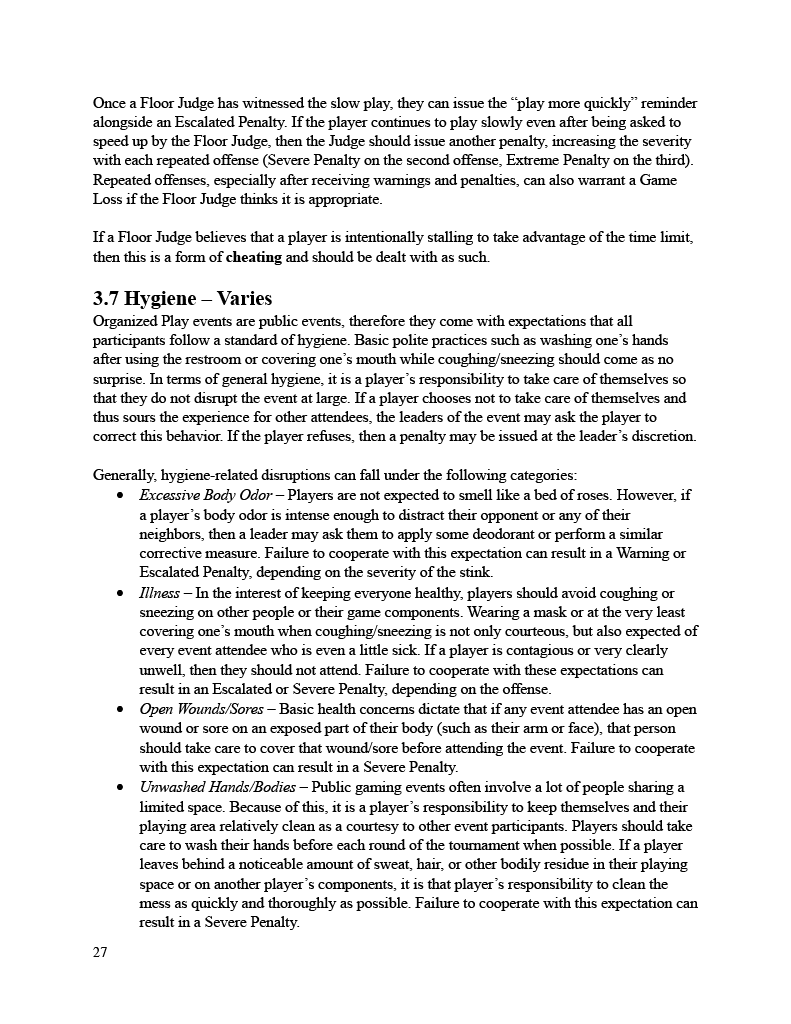 Once a Floor Judge has witnessed the slow play, they can issue the “play more quickly” reminder
alongside an Escalated Penalty. If the player continues to play slowly even after being asked to
speed up by the Floor Judge, then the Judge should issue another penalty, increasing the severity
with each repeated offense (Severe Penalty on the second offense, Extreme Penalty on the third).
Repeated offenses, especially after receiving warnings and penalties, can also warrant a Game
Loss if the Floor Judge thinks it is appropriate.
If a Floor Judge believes that a player is intentionally stalling to take advantage of the time limit,
then this is a form of cheating and should be dealt with as such.
3.7 Hygiene – Varies
Organized Play events are public events, therefore they come with expectations that all
participants follow a standard of hygiene. Basic polite practices such as washing one’s hands
after using the restroom or covering one’s mouth while coughing/sneezing should come as no
surprise. In terms of general hygiene, it is a player’s responsibility to take care of themselves so
that they do not disrupt the event at large. If a player chooses not to take care of themselves and
thus sours the experience for other attendees, the leaders of the event may ask the player to
correct this behavior. If the player refuses, then a penalty may be issued at the leader’s discretion.
Generally, hygiene-related disruptions can fall under the following categories:
• Excessive Body Odor – Players are not expected to smell like a bed of roses. However, if
a player’s body odor is intense enough to distract their opponent or any of their
neighbors, then a leader may ask them to apply some deodorant or perform a similar
corrective measure. Failure to cooperate with this expectation can result in a Warning or
Escalated Penalty, depending on the severity of the stink.
• Illness – In the interest of keeping everyone healthy, players should avoid coughing or
sneezing on other people or their game components. Wearing a mask or at the very least
covering one’s mouth when coughing/sneezing is not only courteous, but also expected of
every event attendee who is even a little sick. If a player is contagious or very clearly
unwell, then they should not attend. Failure to cooperate with these expectations can
result in an Escalated or Severe Penalty, depending on the offense.
• Open Wounds/Sores – Basic health concerns dictate that if any event attendee has an open
wound or sore on an exposed part of their body (such as their arm or face), that person
should take care to cover that wound/sore before attending the event. Failure to cooperate
with this expectation can result in a Severe Penalty.
• Unwashed Hands/Bodies – Public gaming events often involve a lot of people sharing a
limited space. Because of this, it is a player’s responsibility to keep themselves and their
playing area relatively clean as a courtesy to other event participants. Players should take
care to wash their hands before each round of the tournament when possible. If a player
leaves behind a noticeable amount of sweat, hair, or other bodily residue in their playing
space or on another player’s components, it is that player’s responsibility to clean the
mess as quickly and thoroughly as possible. Failure to cooperate with this expectation can
result in a Severe Penalty.
27